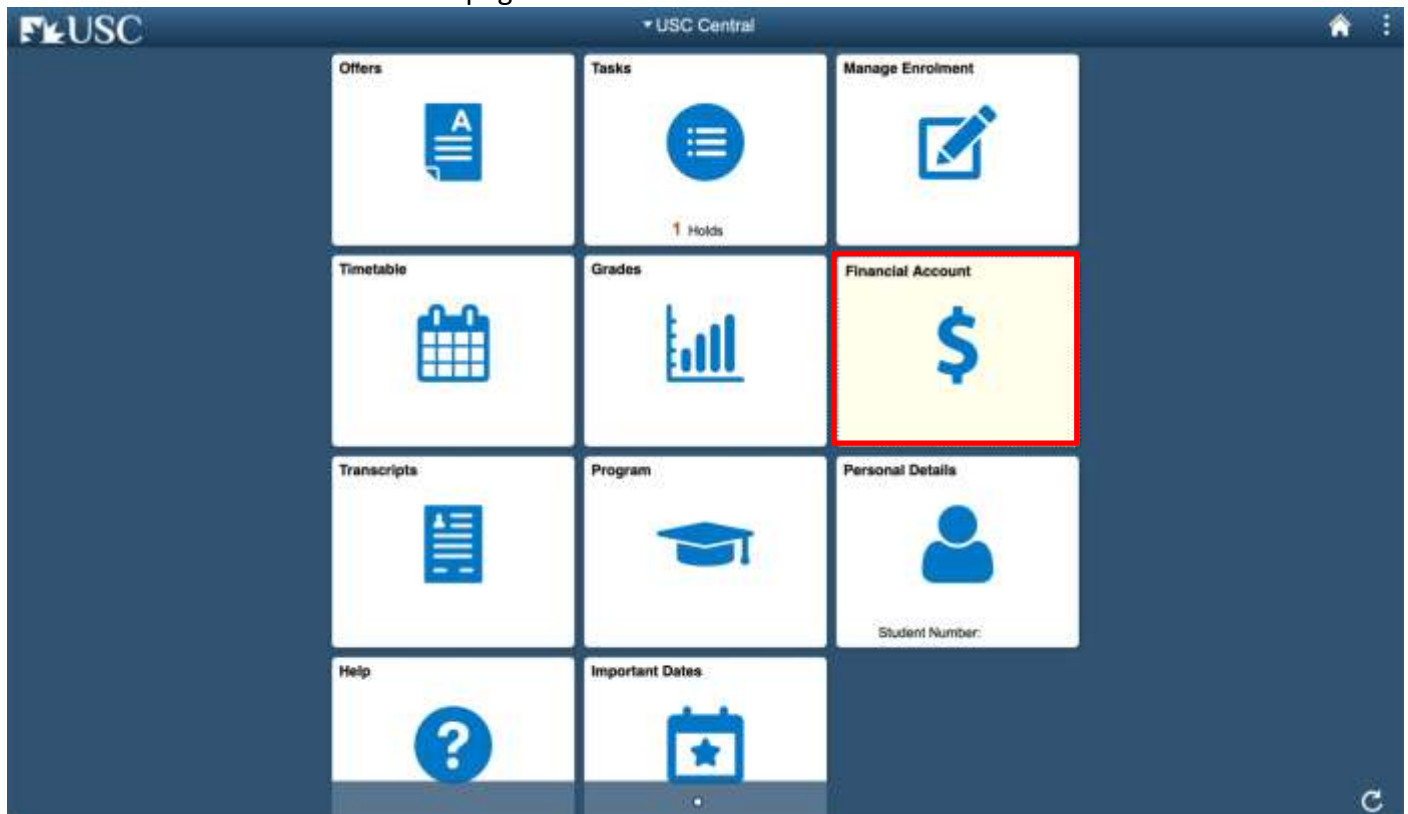 pag
USC
USC Central
Offers
Tasks
Manage Enrolment
A
1 Holds
Timetable
Grades
Financial Account
$
Transcripts
Program
Personal Details
Student Number:
Help
Important Dates
?